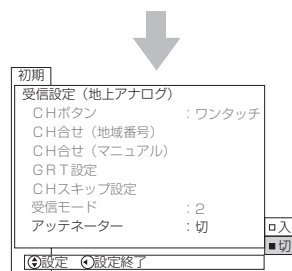 初期
受信設定（地上アナログ）
CHボタン：ワンタッチ
CH合せ（地域番号）
CH合せ（マニュアル）
GRT設定
CHスキップ設定
受信モード：2
アッテネーター：切
□入
■切
設定 設定終了